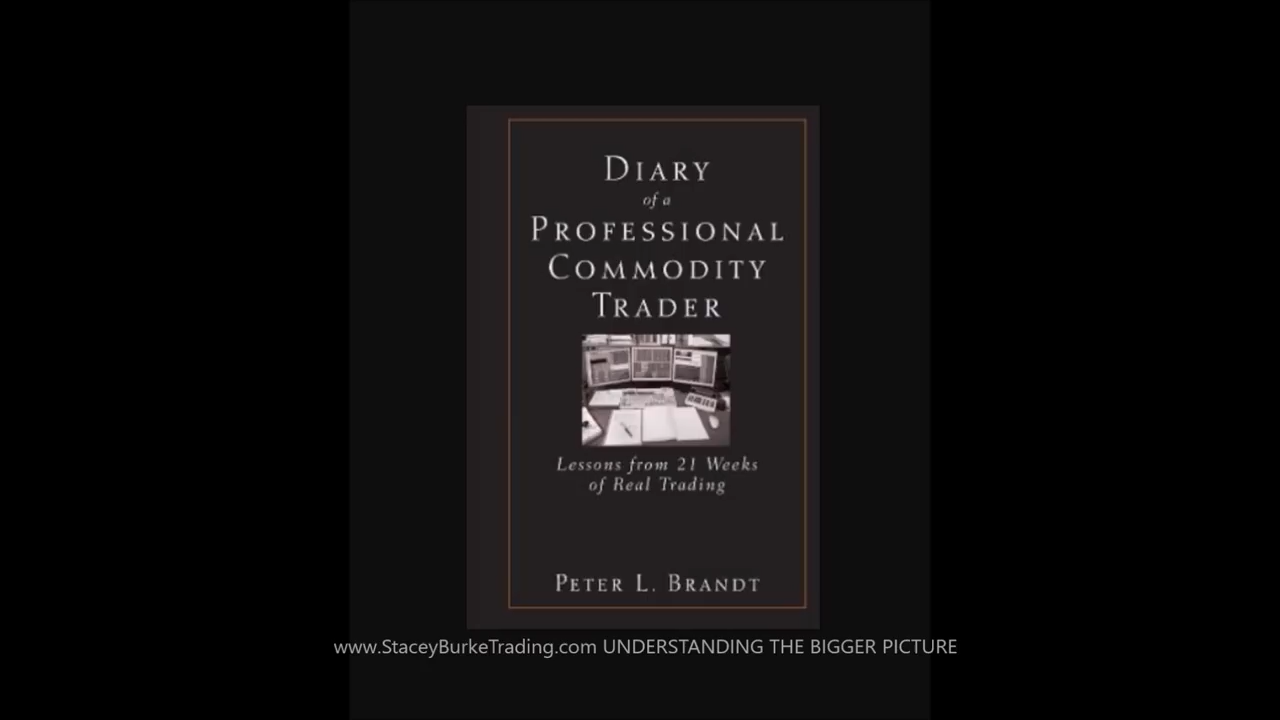 DIARY
of a
PROFESSIONAL
COMMODITY
TRADER
Lessons from 21 Weeks
of Real Trading
PETER L. BRANDT
www.StaceyBurkeTrading.com UNDERSTANDING THE BIGGER PICTURE